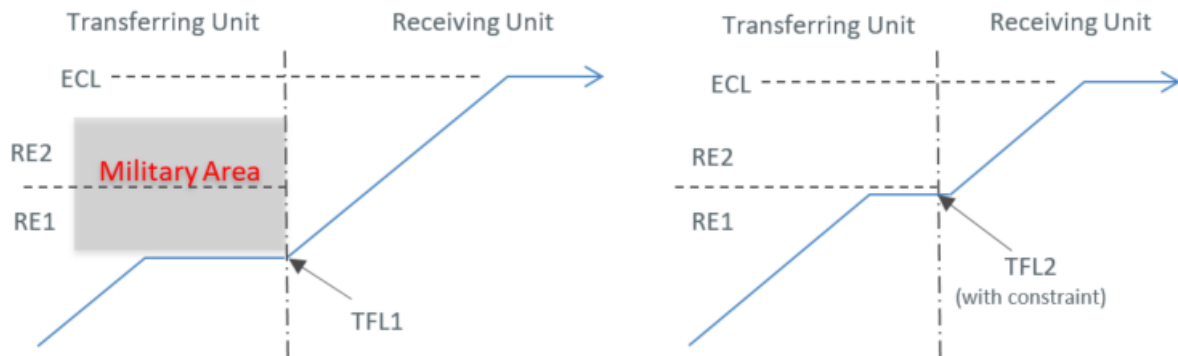 Transferring Unit
Receiving Unit
ECL
RE2
Military Area
RE1
TFL1
Transferring Unit
Receiving Unit
ECL
RE2
RE1
TFL2
(with constraint)